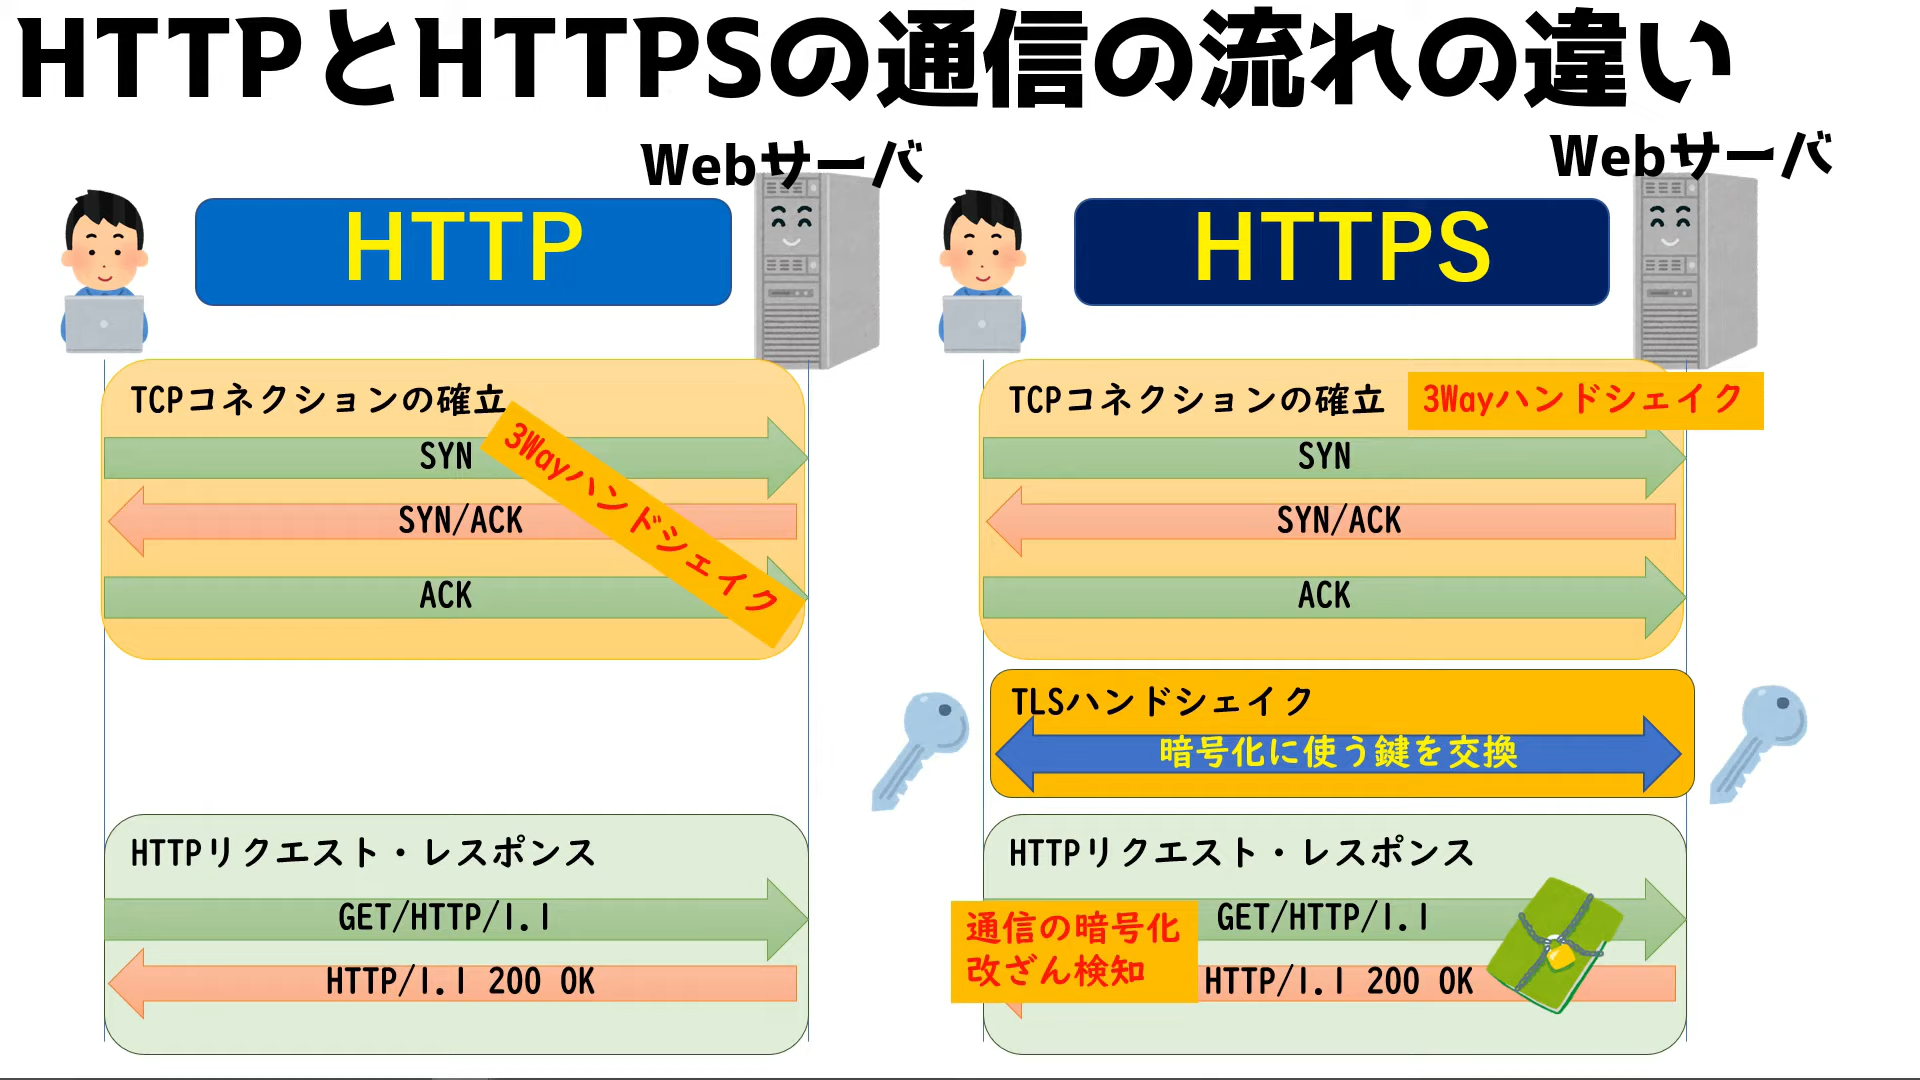 HTTPとHTTPSの通信の流れの違い
Webサーバ
HTTP
TCPコネクションの確立
3Wayハンドシェイク
SYN
SYN/ACK
ACK
HTTPリクエスト・レスポンス
GET/HTTP/1.1
HTTP/1.1 200 OK
Webサーバ
HTTPS
TCPコネクションの確立
3Wayハンドシェイク
SYN
SYN/ACK
ACK
TLSハンドシェイク
暗号化に使う鍵を交換
HTTPリクエスト・レスポンス
通信の暗号化
改ざん検知
GET/HTTP/1.1
HTTP/1.1 200 OK